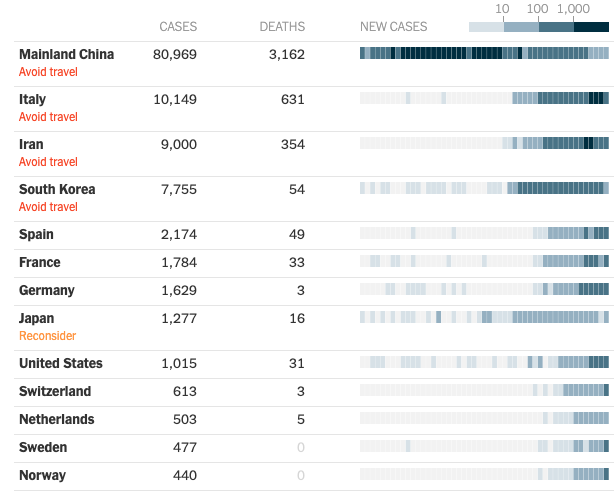 10 100 1,000
CASES DEATHS NEW CASES
Mainland China 80,969 3,162
Avoid travel
Italy 10,149 631
Avoid travel
Iran 9,000 354
Avoid travel
South Korea 7,755 54
Avoid travel
Spain 2,174 49
France 1,784 33
Germany 1,629 3
Japan 1,277 16
Reconsider
United States 1,015 31
Switzerland 613 3
Netherlands 503 5
Sweden 477 0
Norway 440 0